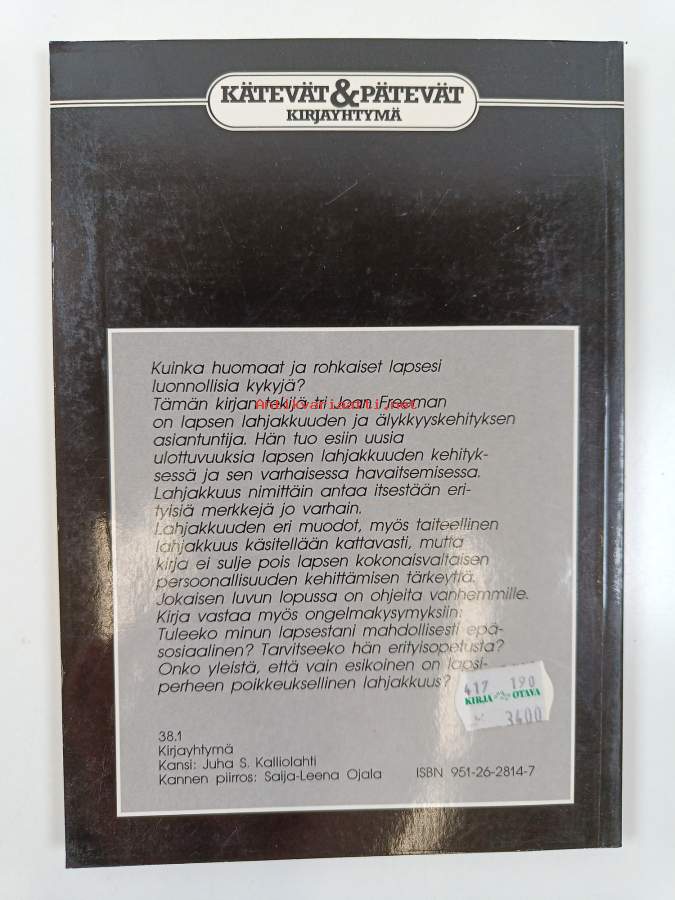 KÄTEVÄT & PÄTEVÄT
KIRJAYHTYMÄ
Kuinka huomaat ja rohkaiset lapsesi
luonnollisia kykyjä?
Tämän kirjan tekijä tri Joan Freeman
Antikvariaatti.net
on lapsen lahjakkuuden ja älykkyyskehityksen
asiantuntija. Hän tuo esiin uusia
ulottuvuuksia lapsen lahjakkuuden kehityk-
sessä ja sen varhaisessa havaitsemisessa.
Lahjakkuus nimittäin antaa itsestään eri-
tyisiä merkkejä jo varhain.
Lahjakkuuden eri muodot, myös taiteellinen
lahjakkuus käsitellään kattavasti, mutta
kirja ei sulje pois lapsen kokonaisvaltaisen
persoonallisuuden kehittämisen tärkeyttä.
Jokaisen luvun lopussa on ohjeita vanhemmille.
Kirja vastaa myös ongelmakysymyksiin:
Tuleeko minun lapsestani mahdollisesti epä-
sosiaalinen? Tarvitseeko hän erityisopetusta?
Onko yleistä, että vain esikoinen on lapsi-
perheen poikkeuksellinen lahjakkuus?
417 190
KIRJA OTAVA
3400
38.1
Kirjayhtymä
Kansi: Juha S. Kalliolahti
Kannen piirros: Saija-Leena Ojala ISBN 951-26-2814-7